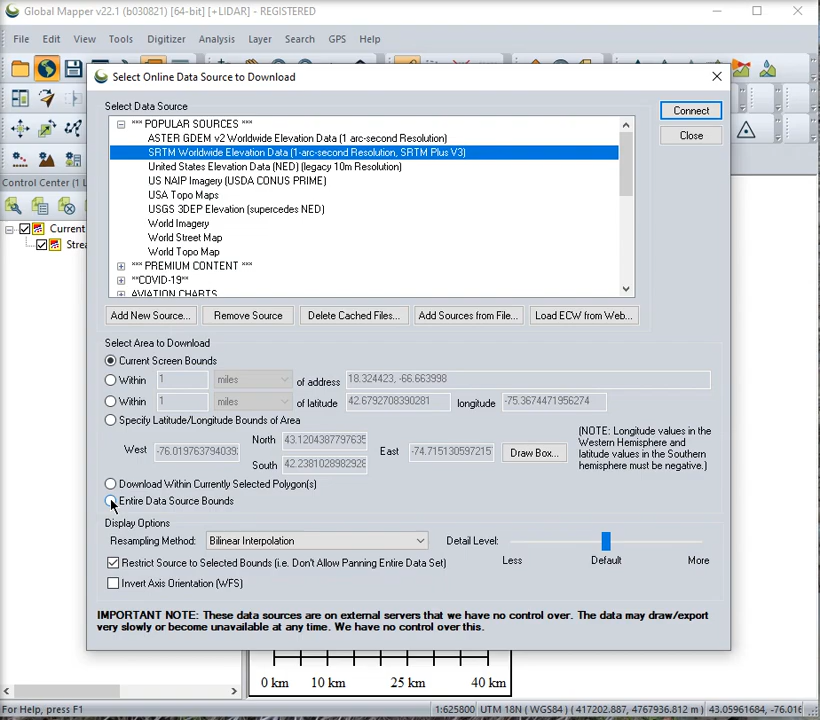 Global Mapper v22.1 (b030821) [64-bit] [+LIDAR] - REGISTERED
File Edit View Tools Digitizer Analysis Layer Search GPS Help
Select Online Data Source to Download
Select Data Source
*** POPULAR SOURCES ***
ASTER GDEM v2 Worldwide Elevation Data (1 arc-second Resolution)
SRTM Worldwide Elevation Data (1-arc-second Resolution, SRTM Plus V3)
United States Elevation Data (NED) (legacy 10m Resolution)
US NAIP Imagery (USDA CONUS PRIME)
USA Topo Maps
USGS 3DEP Elevation (supercedes NED)
World Imagery
World Street Map
World Topo Map
*** PREMIUM CONTENT ***
**COVID-19**
AVIATION CHARTS
Connect
Close
Control Center (1 L
Current
Strea
Add New Source... Remove Source Delete Cached Files... Add Sources from File... Load ECW from Web...
Select Area to Download
Current Screen Bounds
Within 1 miles of address 18.324423, -66.663998
Within 1 miles of latitude 42.6792708390281 longitude -75.3674471956274
Specify Latitude/Longitude Bounds of Area
North 43.1204387797635
West -76.019763794039 East -74.715130597215 Draw Box...
South 42.2381028982928
(NOTE: Longitude values in the
Western Hemisphere and
latitude values in the Southern
hemisphere must be negative.)
Download Within Currently Selected Polygon(s)
Entire Data Source Bounds
Display Options
Resampling Method: Bilinear Interpolation Detail Level:
Less Default More
Restrict Source to Selected Bounds (i.e. Don't Allow Panning Entire Data Set)
Invert Axis Orientation (WFS)
IMPORTANT NOTE: These data sources are on external servers that we have no control over. The data may draw/export
very slowly or become unavailable at any time. We have no control over this.
0 km 10 km 25 km 40 km
For Help, press F1 1:625800 UTM 18N ( WGS84 ) ( 417202.887, 4767936.812 m ) 43.05961684, -76.016